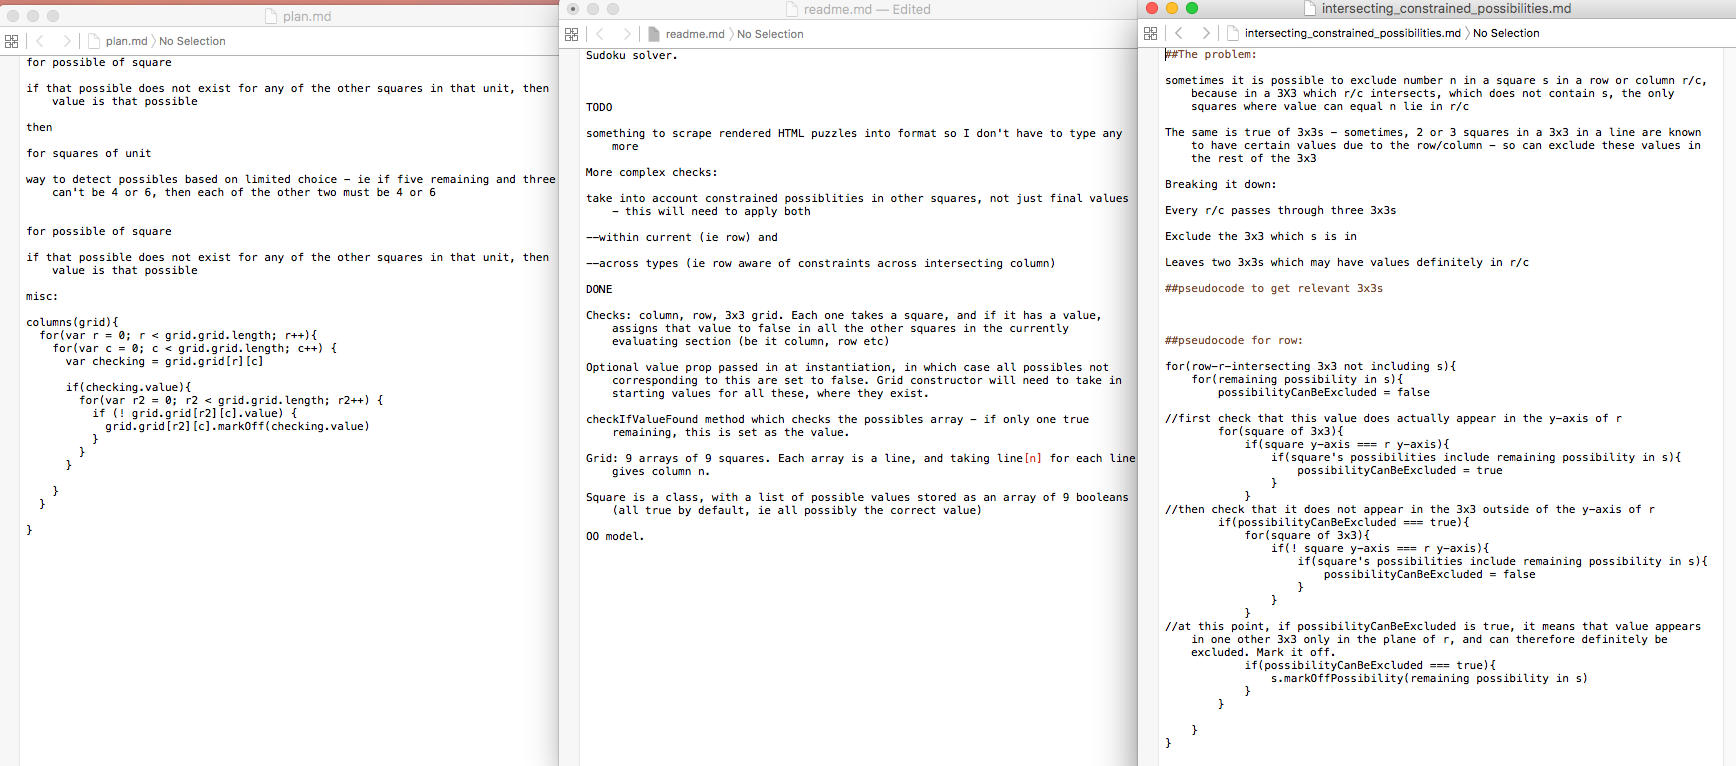 plan.md
plan.md › No Selection
for possible of square
if that possible does not exist for any of the other squares in that unit, then
value is that possible
then
for squares of unit
way to detect possibles based on limited choice - ie if five remaining and three
can't be 4 or 6, then each of the other two must be 4 or 6
for possible of square
if that possible does not exist for any of the other squares in that unit, then
value is that possible
misc:
columns(grid){
for(var r = 0; r < grid.grid.length; r++){
for(var c = 0; c < grid.grid.length; c++) {
var checking = grid.grid[r][c]
if(checking.value){
for(var r2 = 0; r2 < grid.grid.length; r2++) {
if (! grid.grid[r2][c].value) {
grid.grid[r2][c].markOff(checking.value)
}
}
}
}
}
}
readme.md — Edited
readme.md › No Selection
Sudoku solver.
TODO
something to scrape rendered HTML puzzles into format so I don't have to type any
more
More complex checks:
take into account constrained possiblities in other squares, not just final values
- this will need to apply both
--within current (ie row) and
--across types (ie row aware of constraints across intersecting column)
DONE
Checks: column, row, 3x3 grid. Each one takes a square, and if it has a value,
assigns that value to false in all the other squares in the currently
evaluating section (be it column, row etc)
Optional value prop passed in at instantiation, in which case all possibles not
corresponding to this are set to false. Grid constructor will need to take in
starting values for all these, where they exist.
checkIfValueFound method which checks the possibles array - if only one true
remaining, this is set as the value.
Grid: 9 arrays of 9 squares. Each array is a line, and taking line[n] for each line
gives column n.
Square is a class, with a list of possible values stored as an array of 9 booleans
(all true by default, ie all possibly the correct value)
OO model.
intersecting_constrained_possibilities.md
intersecting_constrained_possibilities.md › No Selection
##The problem:
sometimes it is possible to exclude number n in a square s in a row or column r/c,
because in a 3X3 which r/c intersects, which does not contain s, the only
squares where value can equal n lie in r/c
The same is true of 3x3s - sometimes, 2 or 3 squares in a 3x3 in a line are known
to have certain values due to the row/column - so can exclude these values in
the rest of the 3x3
Breaking it down:
Every r/c passes through three 3x3s
Exclude the 3x3 which s is in
Leaves two 3x3s which may have values definitely in r/c
##pseudocode to get relevant 3x3s
##pseudocode for row:
for(row-r-intersecting 3x3 not including s){
for(remaining possibility in s){
possibilityCanBeExcluded = false
//first check that this value does actually appear in the y-axis of r
for(square of 3x3){
if(square y-axis === r y-axis){
if(square's possibilities include remaining possibility in s){
possibilityCanBeExcluded = true
}
}
//then check that it does not appear in the 3x3 outside of the y-axis of r
if(possibilityCanBeExcluded === true){
for(square of 3x3){
if(! square y-axis === r y-axis){
if(square's possibilities include remaining possibility in s){
possibilityCanBeExcluded = false
}
}
}
//at this point, if possibilityCanBeExcluded is true, it means that value appears
in one other 3x3 only in the plane of r, and can therefore definitely be
excluded. Mark it off.
if(possibilityCanBeExcluded === true){
s.markOffPossibility(remaining possibility in s)
}
}
}
}